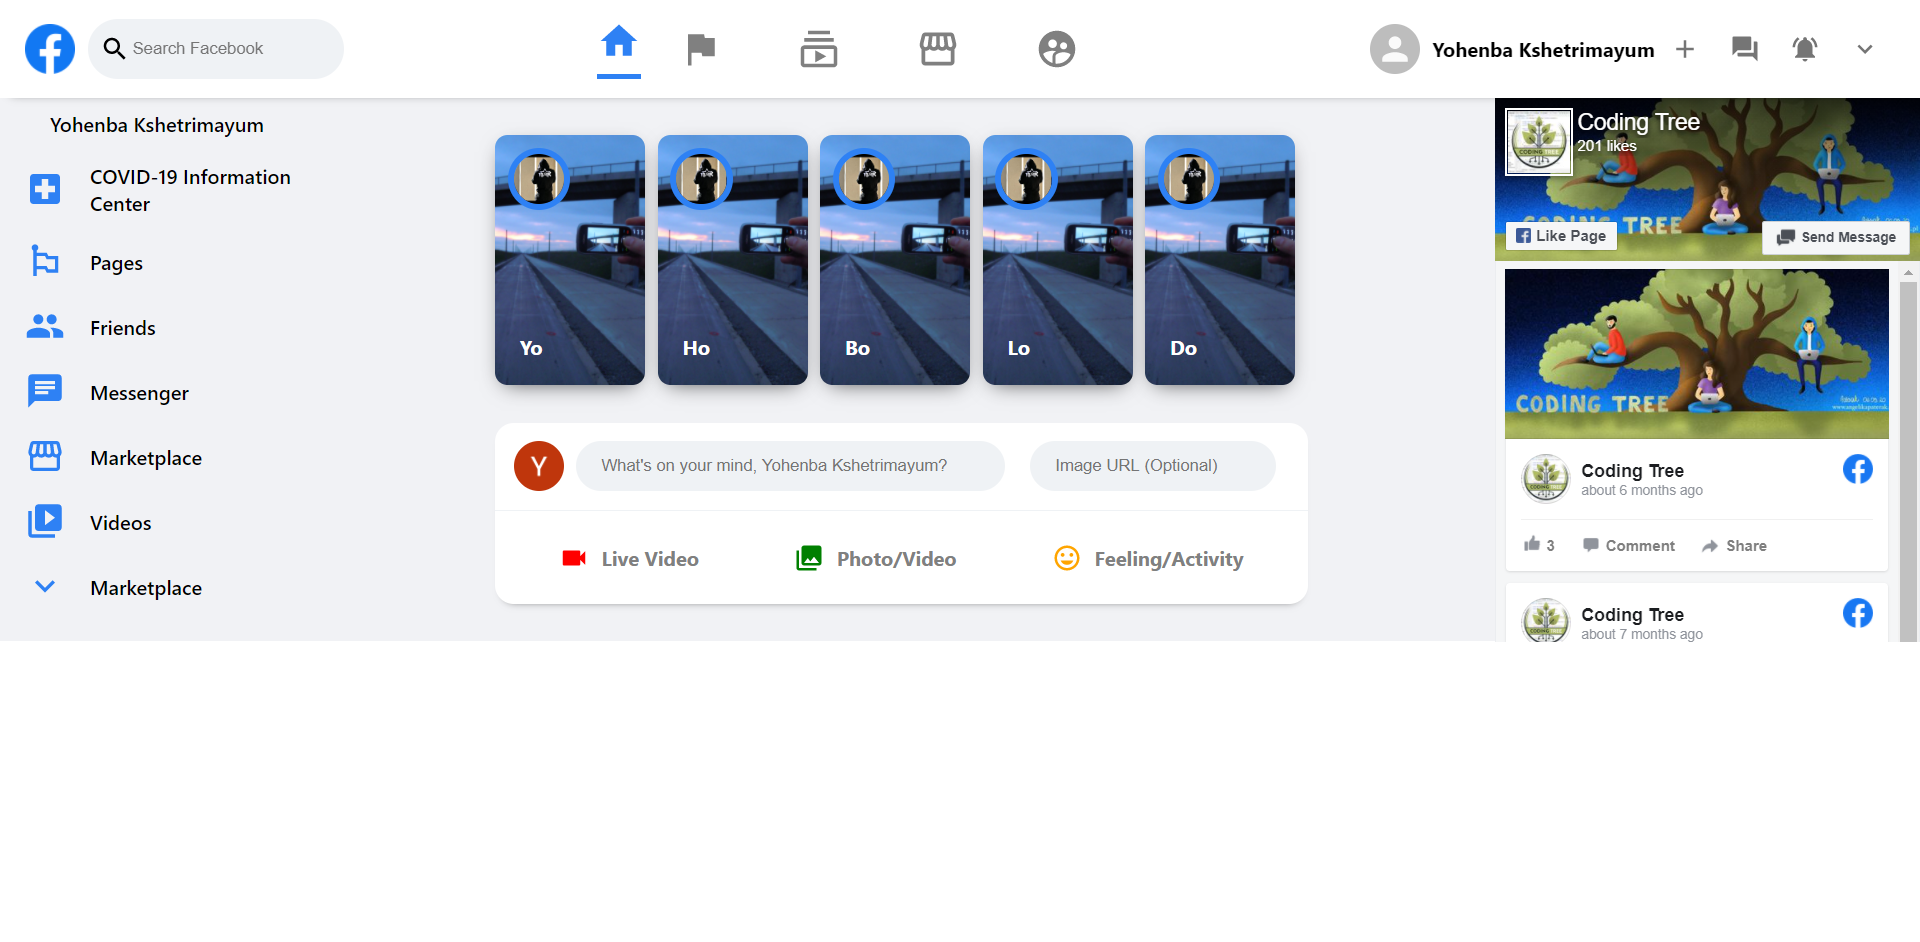 Search Facebook
Yohenba Kshetrimayum
Yohenba Kshetrimayum
COVID-19 Information
Center
Pages
Friends
Messenger
Marketplace
Videos
Marketplace
Yo
Ho
Bo
Lo
Do
Y
What's on your mind, Yohenba Kshetrimayum?
Image URL (Optional)
Live Video
Photo/Video
Feeling/Activity
Coding Tree
201 likes
CODING TREE
Like Page
Send Message
CODING TREE
Coding Tree
about 6 months ago
3
Comment
Share
Coding Tree
about 7 months ago